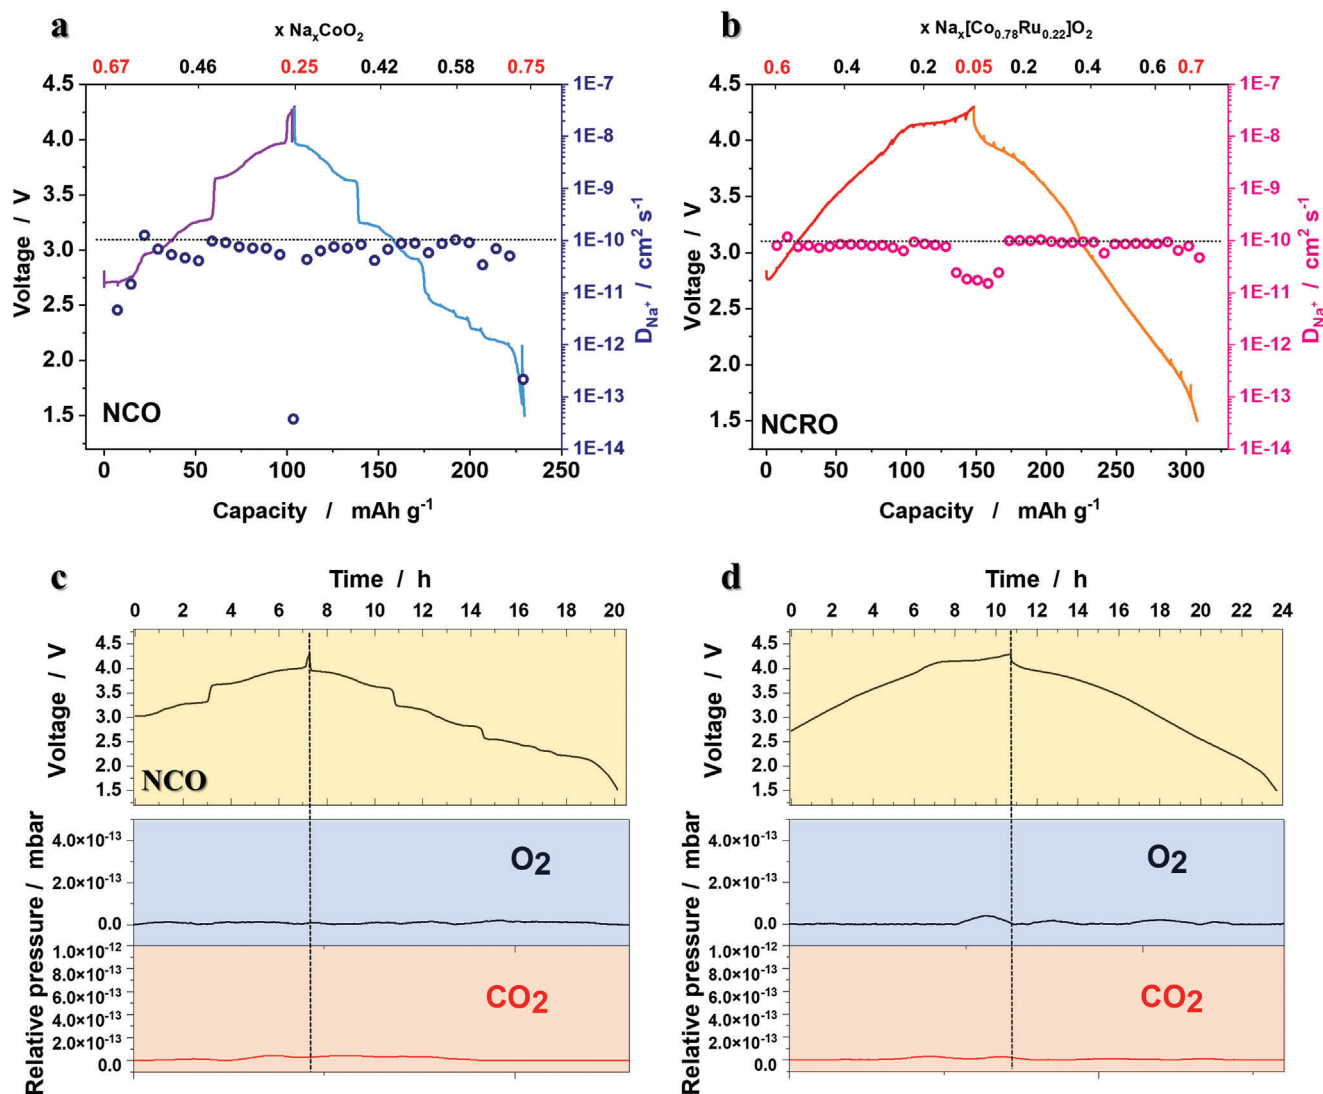 a
x NaₓCoO₂
0.67 0.46 0.25 0.42 0.58 0.75
4.5
4.0
3.5
3.0
2.5
2.0
1.5
Voltage / V
1E-7
1E-8
1E-9
1E-10
1E-11
1E-12
1E-13
1E-14
D_Na⁺ / cm² s⁻¹
NCO
0 50 100 150 200 250
Capacity / mAh g⁻¹
b
x Naₓ[Co₀.₇₈Ru₀.₂₂]O₂
0.6 0.4 0.2 0.05 0.2 0.4 0.6 0.7
4.5
4.0
3.5
3.0
2.5
2.0
1.5
Voltage / V
1E-7
1E-8
1E-9
1E-10
1E-11
1E-12
1E-13
1E-14
D_Na⁺ / cm² s⁻¹
NCRO
0 50 100 150 200 250 300
Capacity / mAh g⁻¹
c
Time / h
0 2 4 6 8 10 12 14 16 18 20
4.5
4.0
3.5
3.0
2.5
2.0
1.5
Voltage / V
NCO
4.0×10⁻¹³
2.0×10⁻¹³
0.0
O₂
1.0×10⁻¹²
8.0×10⁻¹³
6.0×10⁻¹³
4.0×10⁻¹³
2.0×10⁻¹³
0.0
CO₂
Relative pressure / mbar
d
Time / h
0 2 4 6 8 10 12 14 16 18 20 22 24
4.5
4.0
3.5
3.0
2.5
2.0
1.5
Voltage / V
4.0×10⁻¹³
2.0×10⁻¹³
0.0
O₂
1.0×10⁻¹²
8.0×10⁻¹³
6.0×10⁻¹³
4.0×10⁻¹³
2.0×10⁻¹³
0.0
CO₂
Relative pressure / mbar